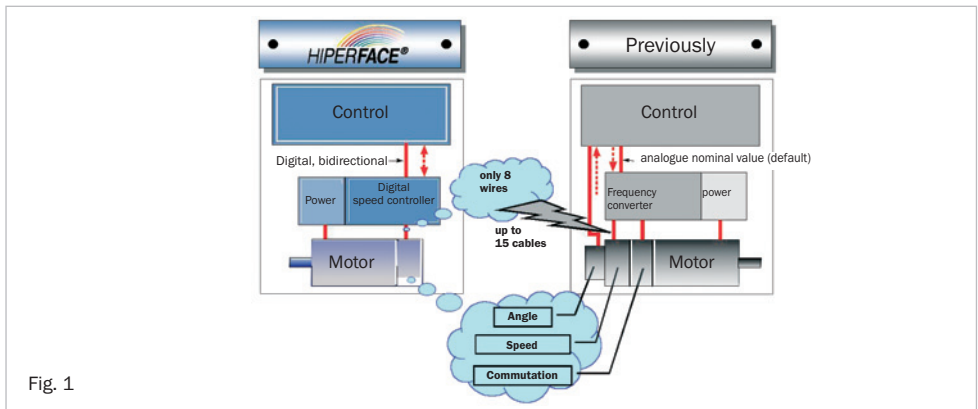 HIPERFACE®
Previously
Control
Digital, bidirectional
Power
Digital
speed controller
Motor
only 8
wires
up to
15 cables
Control
analogue nominal value (default)
Frequency
converter
power
Motor
Angle
Speed
Commutation
Fig. 1